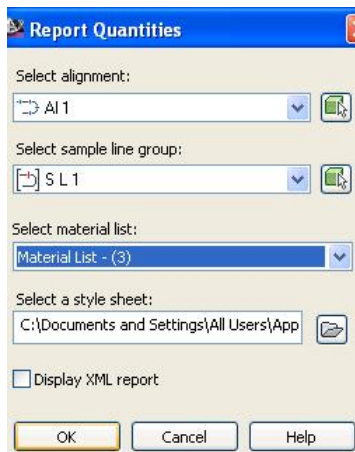 Report Quantities
Select alignment:
Al 1
Select sample line group:
S L 1
Select material list:
Material List - (3)
Select a style sheet:
C:\Documents and Settings\All Users\App
Display XML report
OK Cancel Help